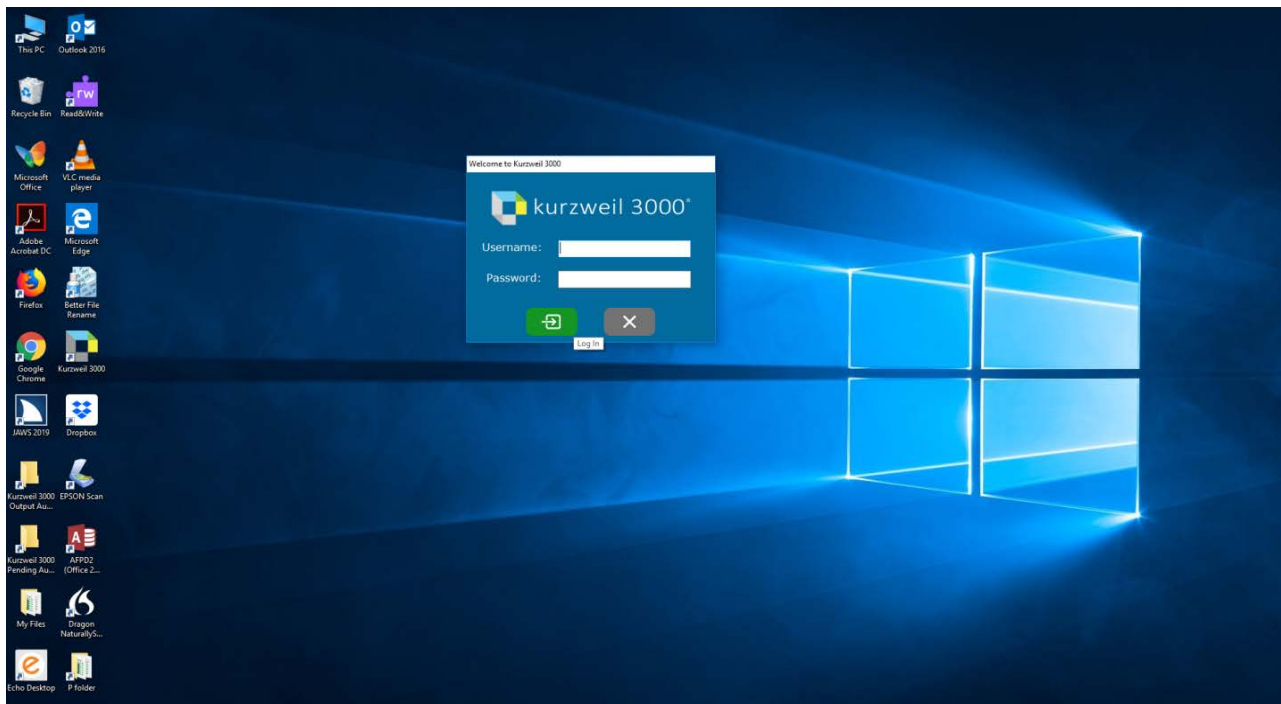 This PC
Outlook 2016
Recycle Bin
Read&Write
Microsoft
Office
VLC media
player
Adobe
Acrobat DC
Microsoft
Edge
Firefox
Better File
Rename
Google
Chrome
Kurzweil 3000
JAWS 2019
Dropbox
Kurzweil 3000
Output Au...
EPSON Scan
Kurzweil 3000
Pending Au...
AFPD2
(Office 2...
My Files
Dragon
NaturallyS...
Echo Desktop
P folder
Welcome to Kurzweil 3000
kurzweil 3000®
Username:
Password:
Log In